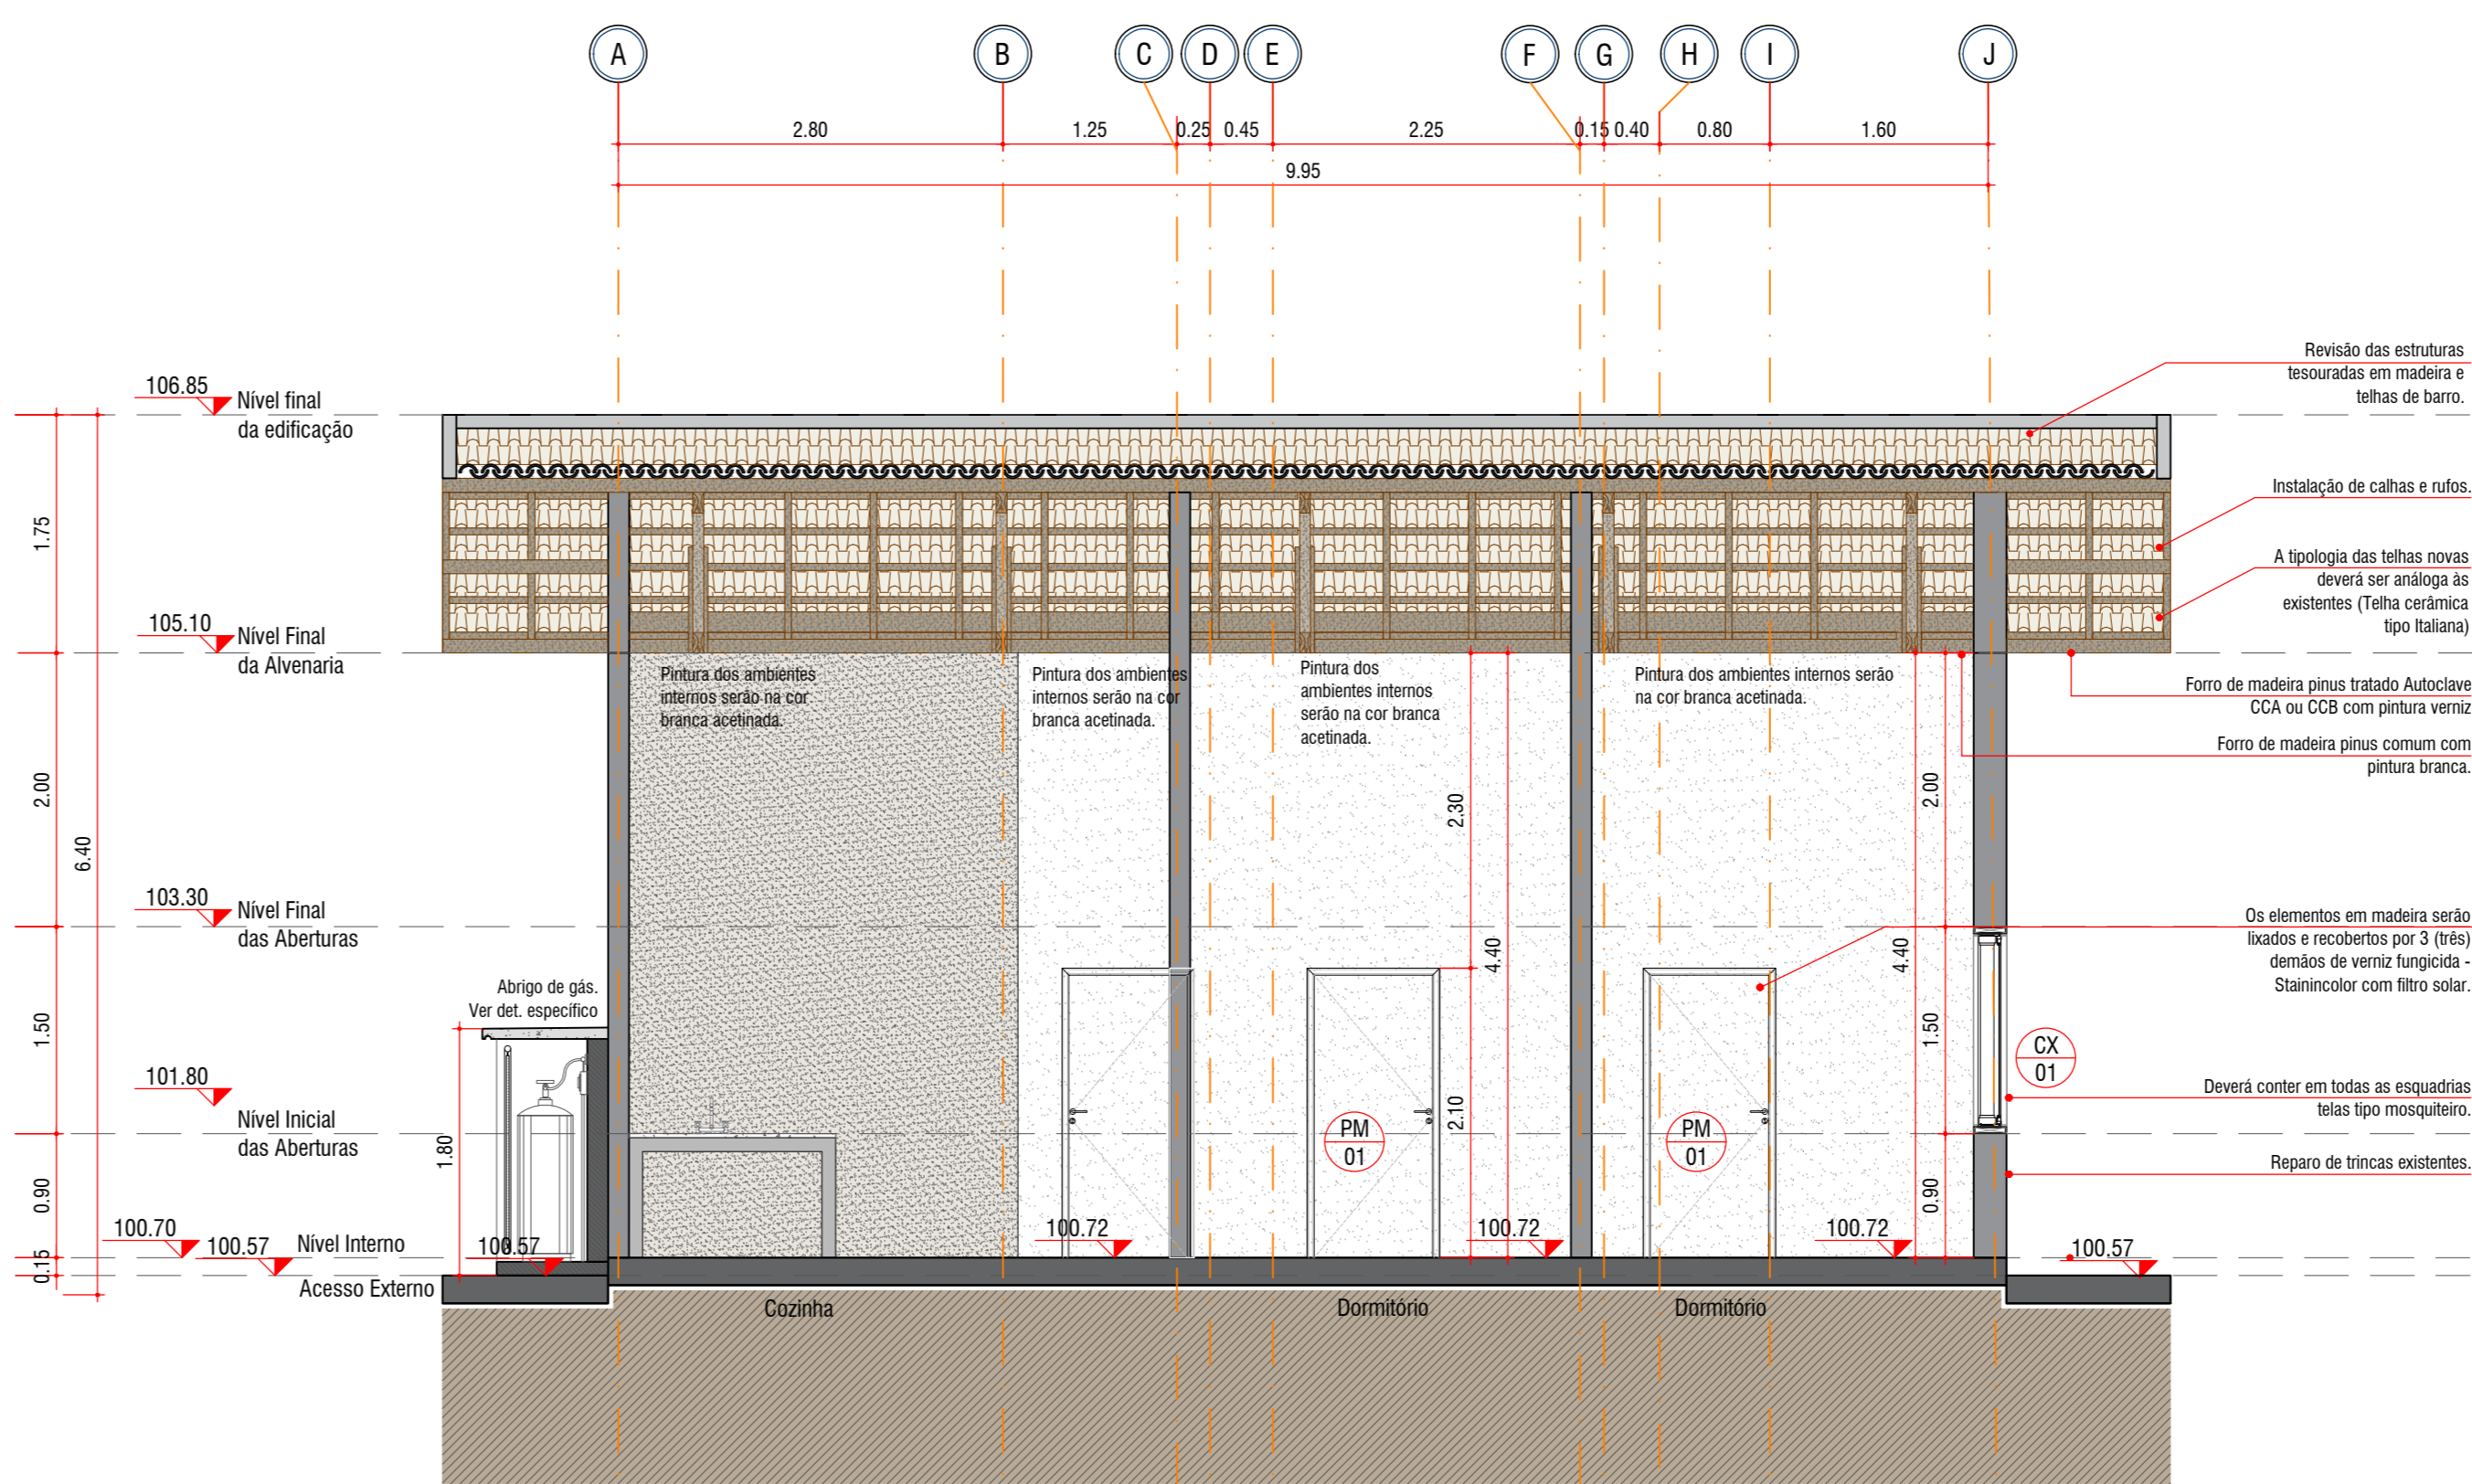 A
B
C
D
E
F
G
H
I
J
2.80
1.25
0.25
0.45
2.25
0.15
0.40
0.80
1.60
9.95
Revisão das estruturas
tesouradas em madeira e
telhas de barro.
106.85
Nível final
da edificação
Instalação de calhas e rufos.
1.75
A tipologia das telhas novas
deverá ser análoga às
existentes (Telha cerâmica
tipo Italiana)
105.10
Nível Final
da Alvenaria
Pintura dos ambientes
internos serão na cor
branca acetinada.
Pintura dos ambientes
internos serão na cor
branca acetinada.
Pintura dos
ambientes internos
serão na cor branca
acetinada.
Pintura dos ambientes internos serão
na cor branca acetinada.
Forro de madeira pinus tratado Autoclave
CCA ou CCB com pintura verniz
Forro de madeira pinus comum com
pintura branca.
2.00
6.40
2.30
4.40
2.00
4.40
103.30
Nível Final
das Aberturas
Os elementos em madeira serão
lixados e recobertos por 3 (três)
demãos de verniz fungicida -
Stainincolor com filtro solar.
Abrigo de gás.
Ver det. específico
1.50
1.50
CX
01
101.80
Nível Inicial
das Aberturas
1.80
2.10
PM
01
PM
01
Deverá conter em todas as esquadrias
telas tipo mosquiteiro.
Reparo de trincas existentes.
0.90
0.90
100.70
100.57
Nível Interno
100.57
100.72
100.72
100.72
100.57
0.15
Acesso Externo
Cozinha
Dormitório
Dormitório